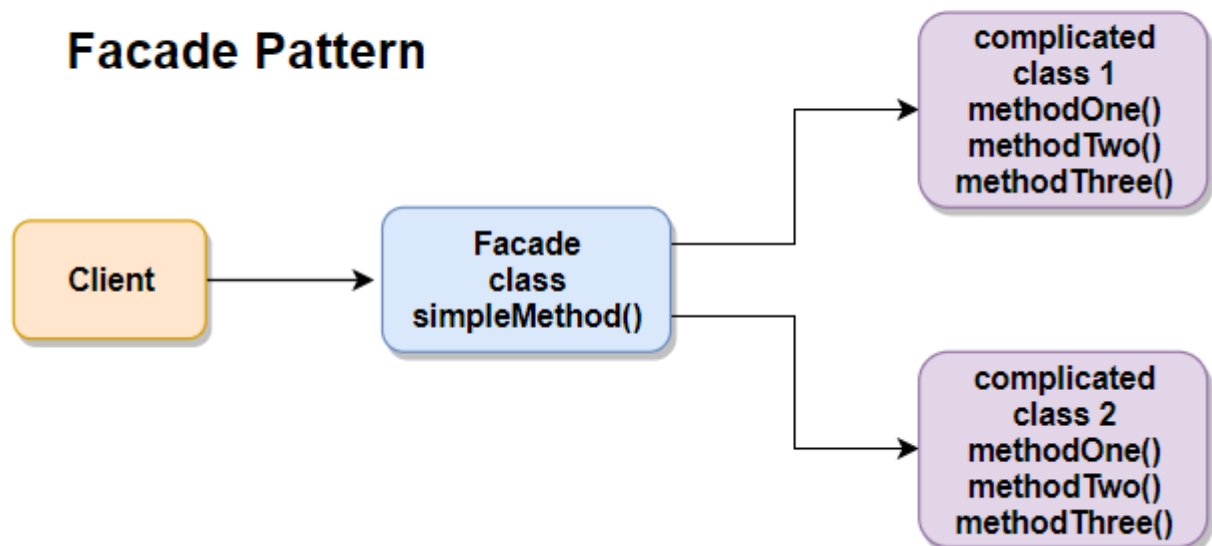 Facade Pattern
complicated
class 1
methodOne()
methodTwo()
methodThree()
Client
Facade
class
simpleMethod()
complicated
class 2
methodOne()
methodTwo()
methodThree()